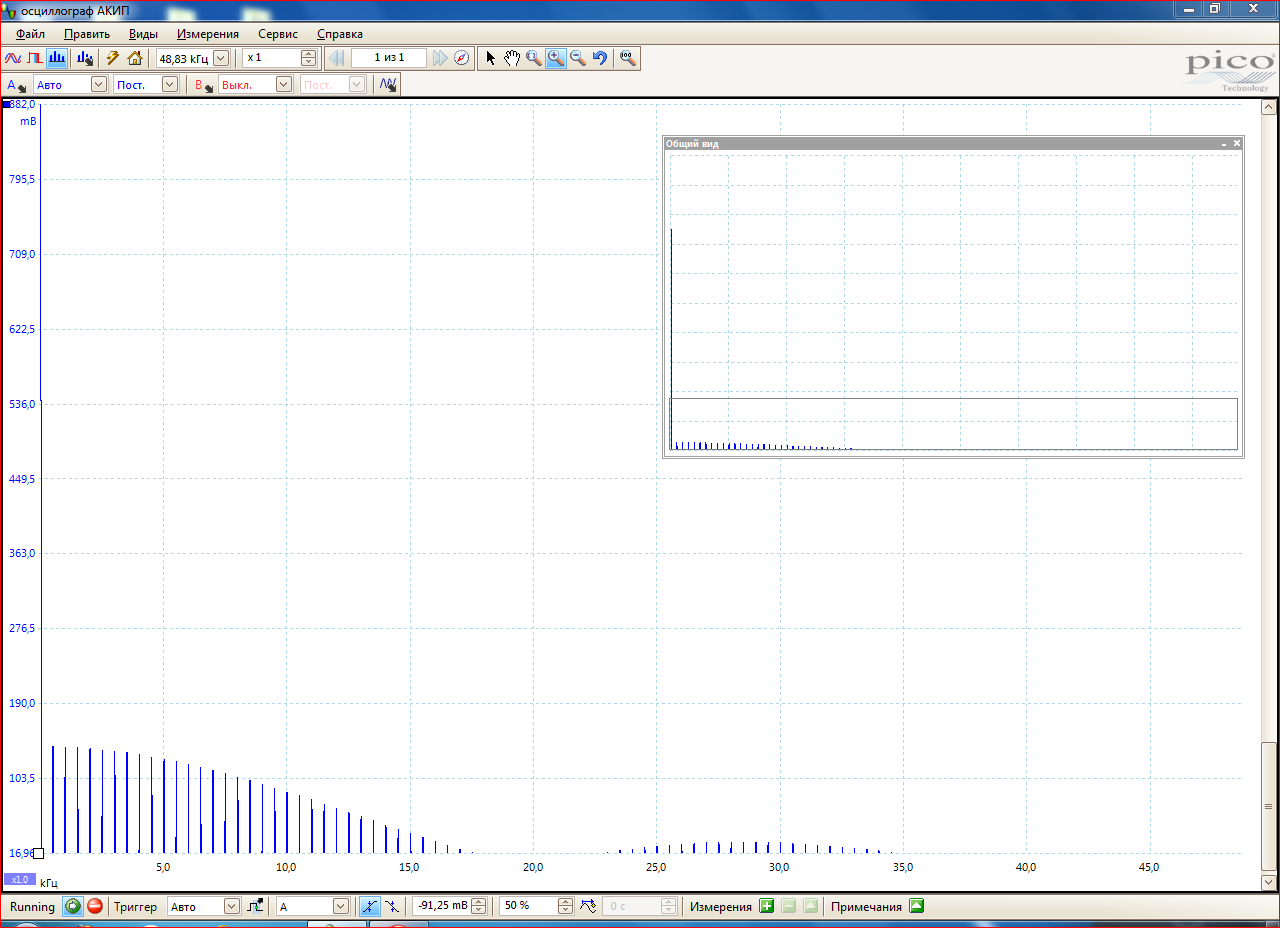 осциллограф АКИП
Файл Править Виды Измерения Сервис Справка
48,83 кГц x 1 1 из 1
pico
Technology
A Авто Пост. B Выкл. Пост.
882,0
mB
795,5
709,0
622,5
536,0
449,5
363,0
276,5
190,0
103,5
16,96
Общий вид
5,0 10,0 15,0 20,0 25,0 30,0 35,0 40,0 45,0
x1,0 кГц
Running Триггер Авто A -91,25 mB 50 % 0 с Измерения Примечания